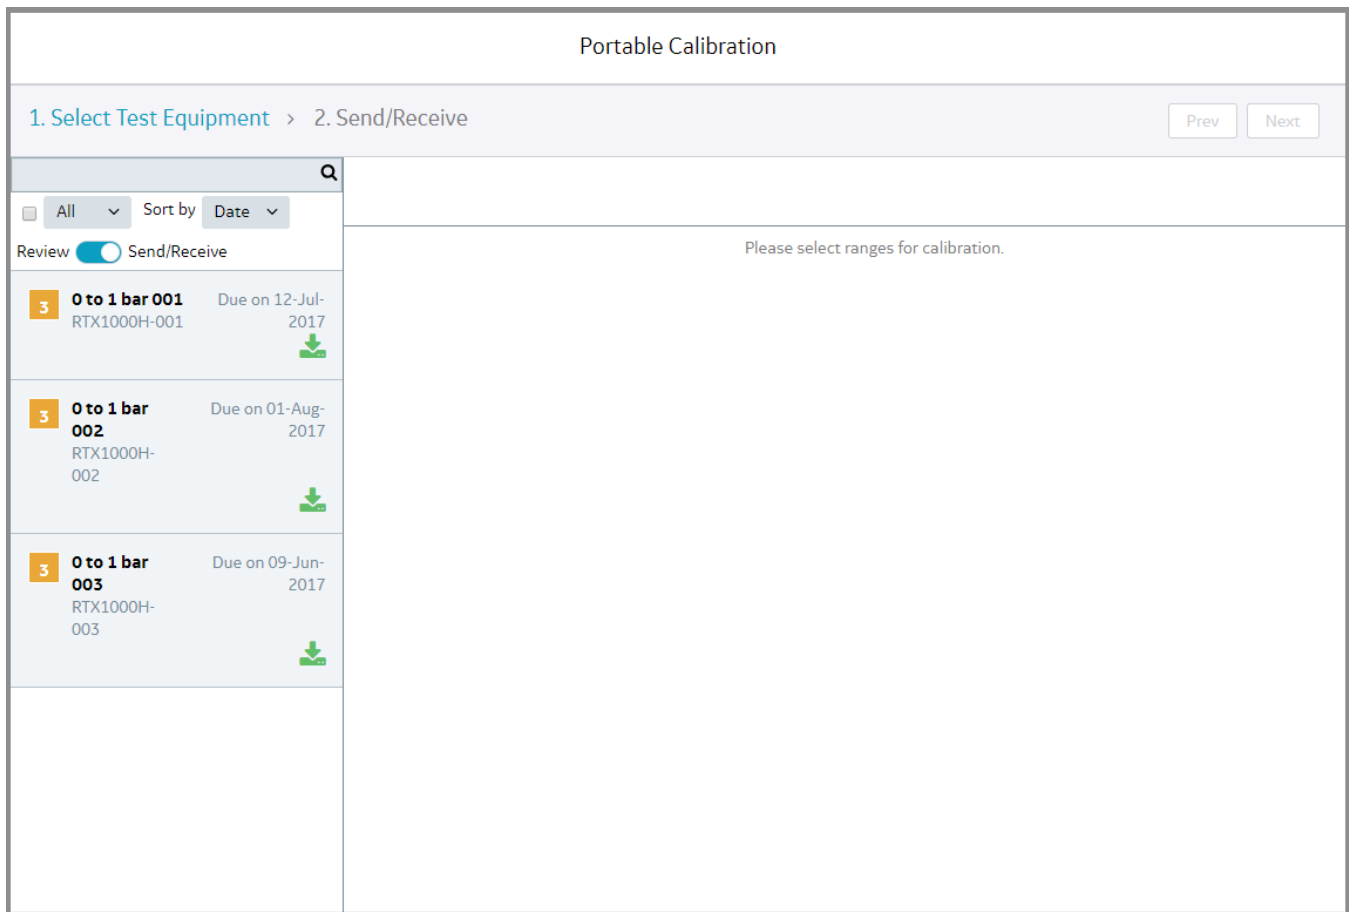 Portable Calibration
1. Select Test Equipment > 2. Send/Receive
Prev Next
All Sort by Date
Review Send/Receive
Please select ranges for calibration.
3 0 to 1 bar 001 Due on 12-Jul-
RTX1000H-001 2017
3 0 to 1 bar Due on 01-Aug-
002 2017
RTX1000H-
002
3 0 to 1 bar Due on 09-Jun-
003 2017
RTX1000H-
003